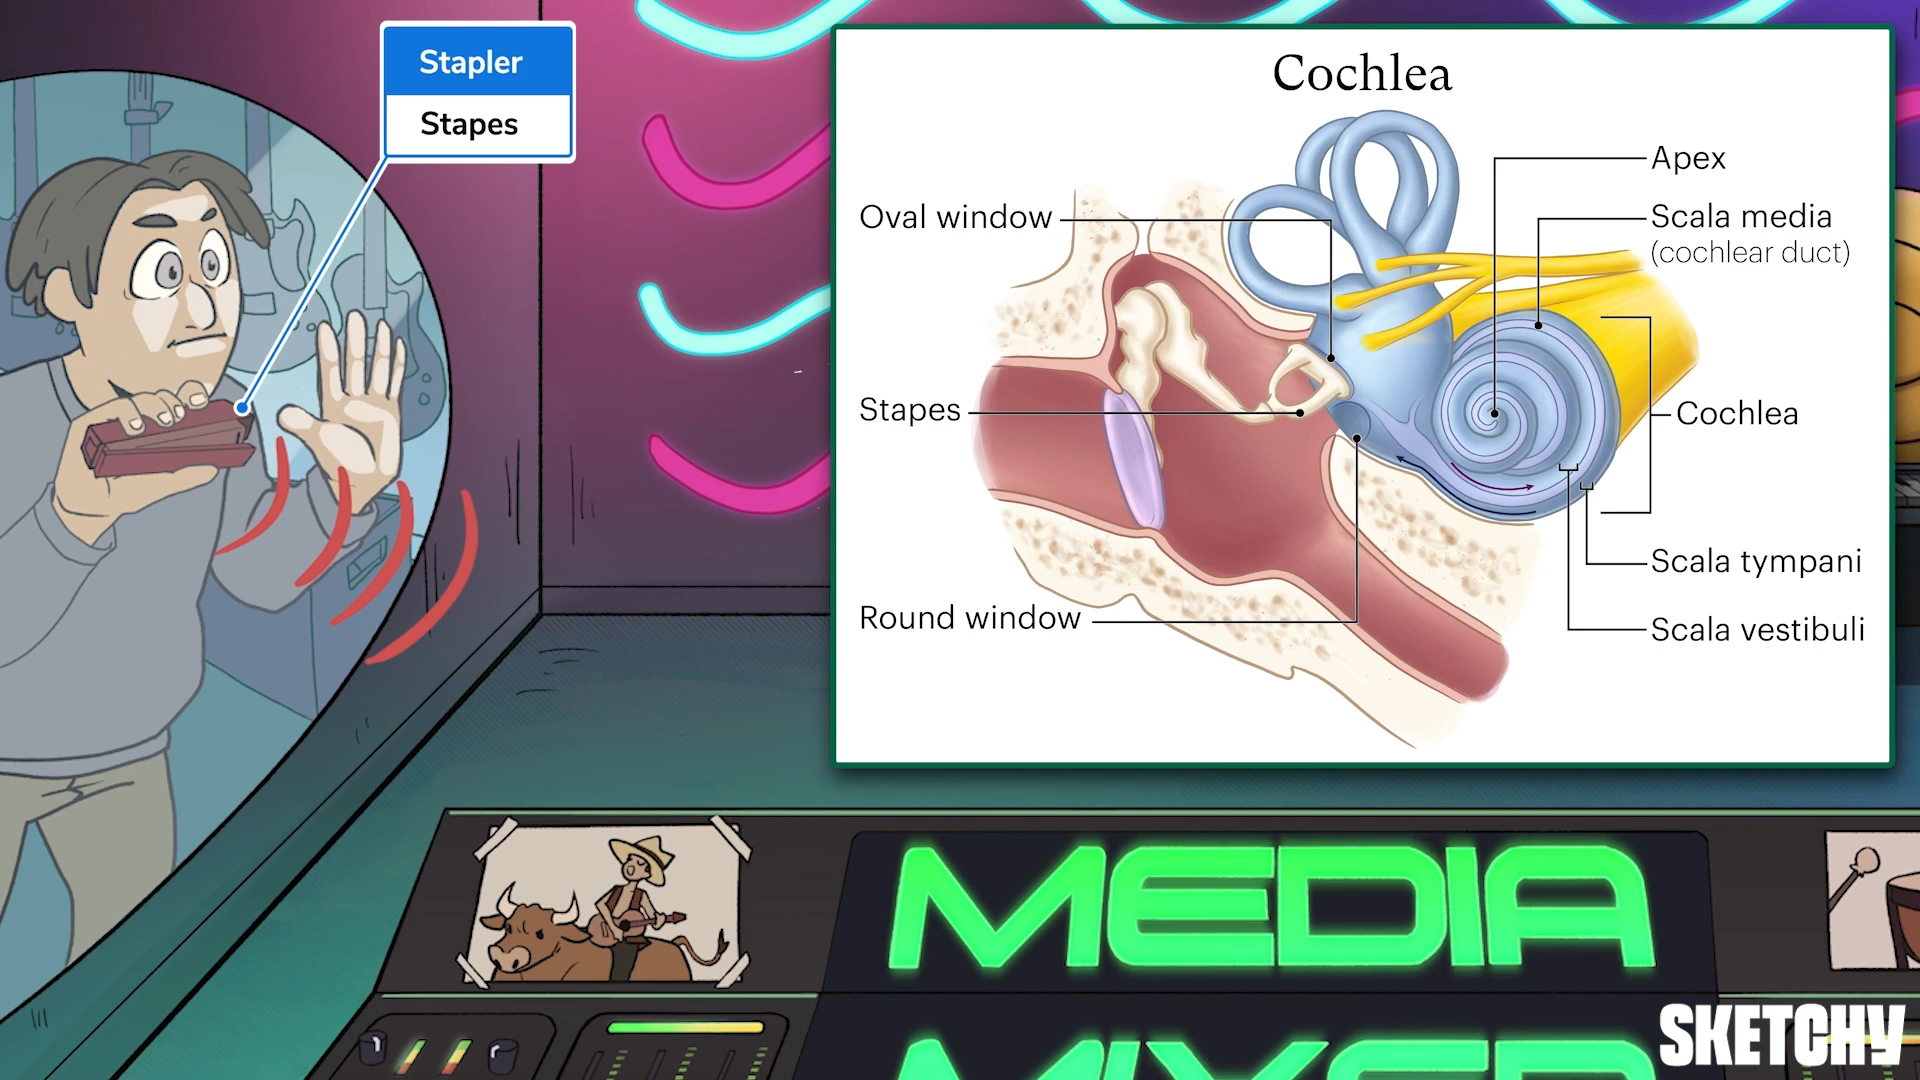 Stapler
Stapes
Cochlea
Apex
Oval window
Scala media
(cochlear duct)
Stapes
Cochlea
Scala tympani
Round window
Scala vestibuli
MEDIA
MIXER
SKETCHY